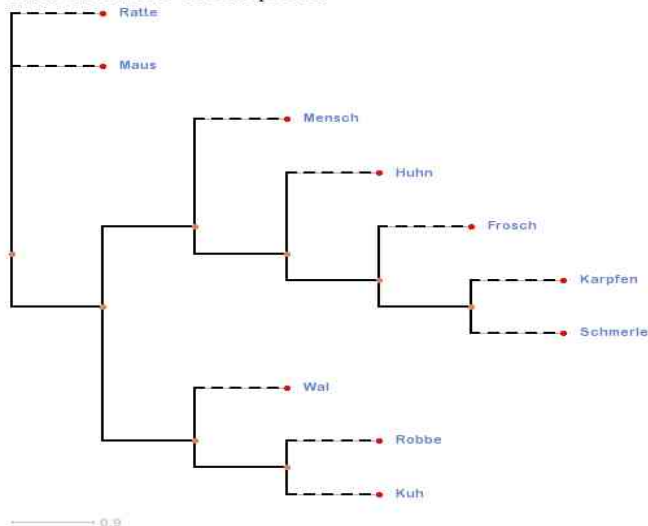 Ratte
Maus
Mensch
Huhn
Frosch
Karpfen
Schmerle
Wal
Robbe
Kuh
0.9